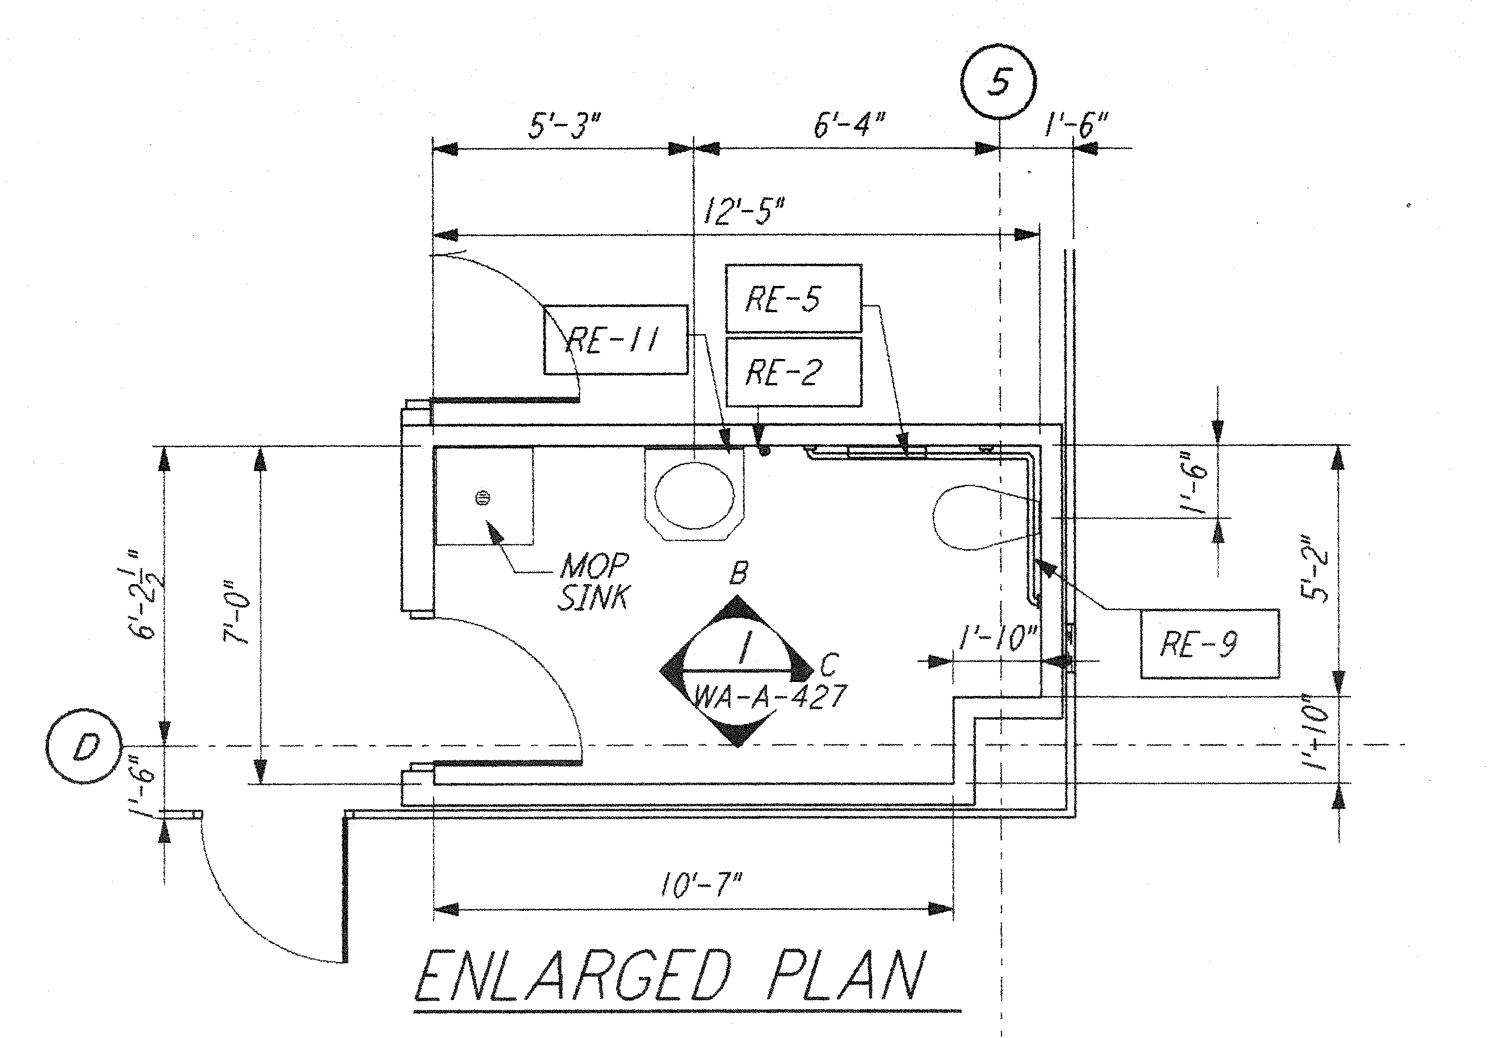 5
5'-3"
6'-4"
1'-6"
12'-5"
RE-5
RE-11
RE-2
1'-6"
MOP
SINK
6'-2 1/2"
7'-0"
5'-2"
B
1
C
WA-A-427
1'-10"
RE-9
D
1'-6"
1'-10"
10'-7"
ENLARGED PLAN